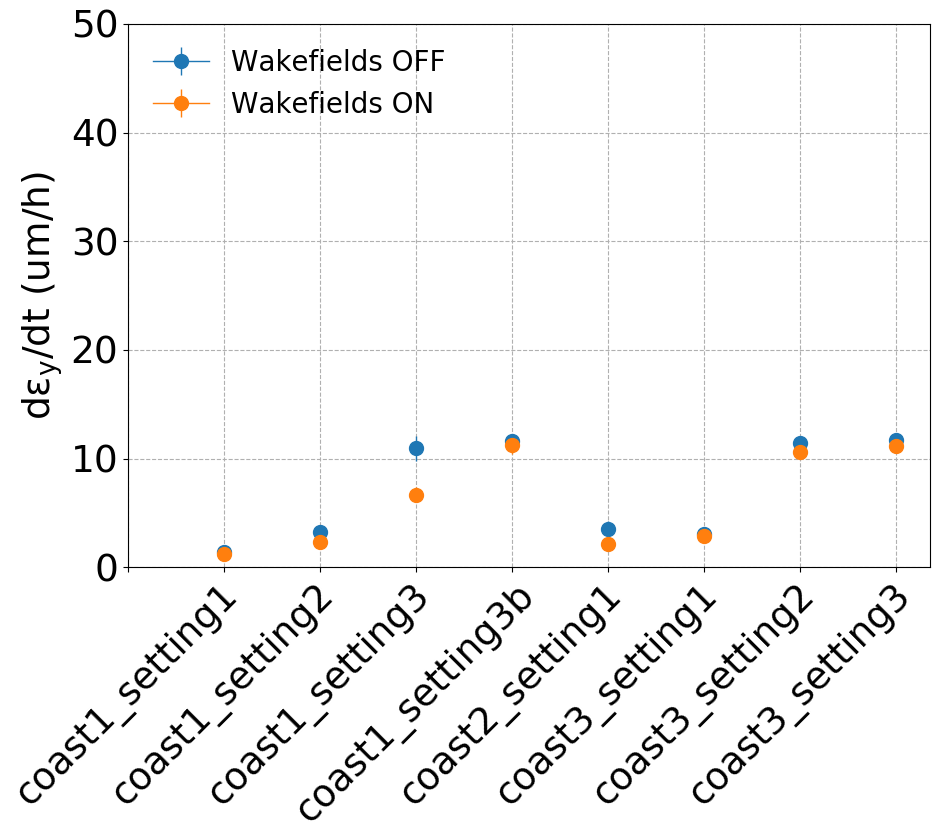 50
40
30
20
10
0
dεy/dt (um/h)
Wakefields OFF
Wakefields ON
coast1_setting1
coast1_setting2
coast1_setting3
coast1_setting3b
coast2_setting1
coast3_setting1
coast3_setting2
coast3_setting3